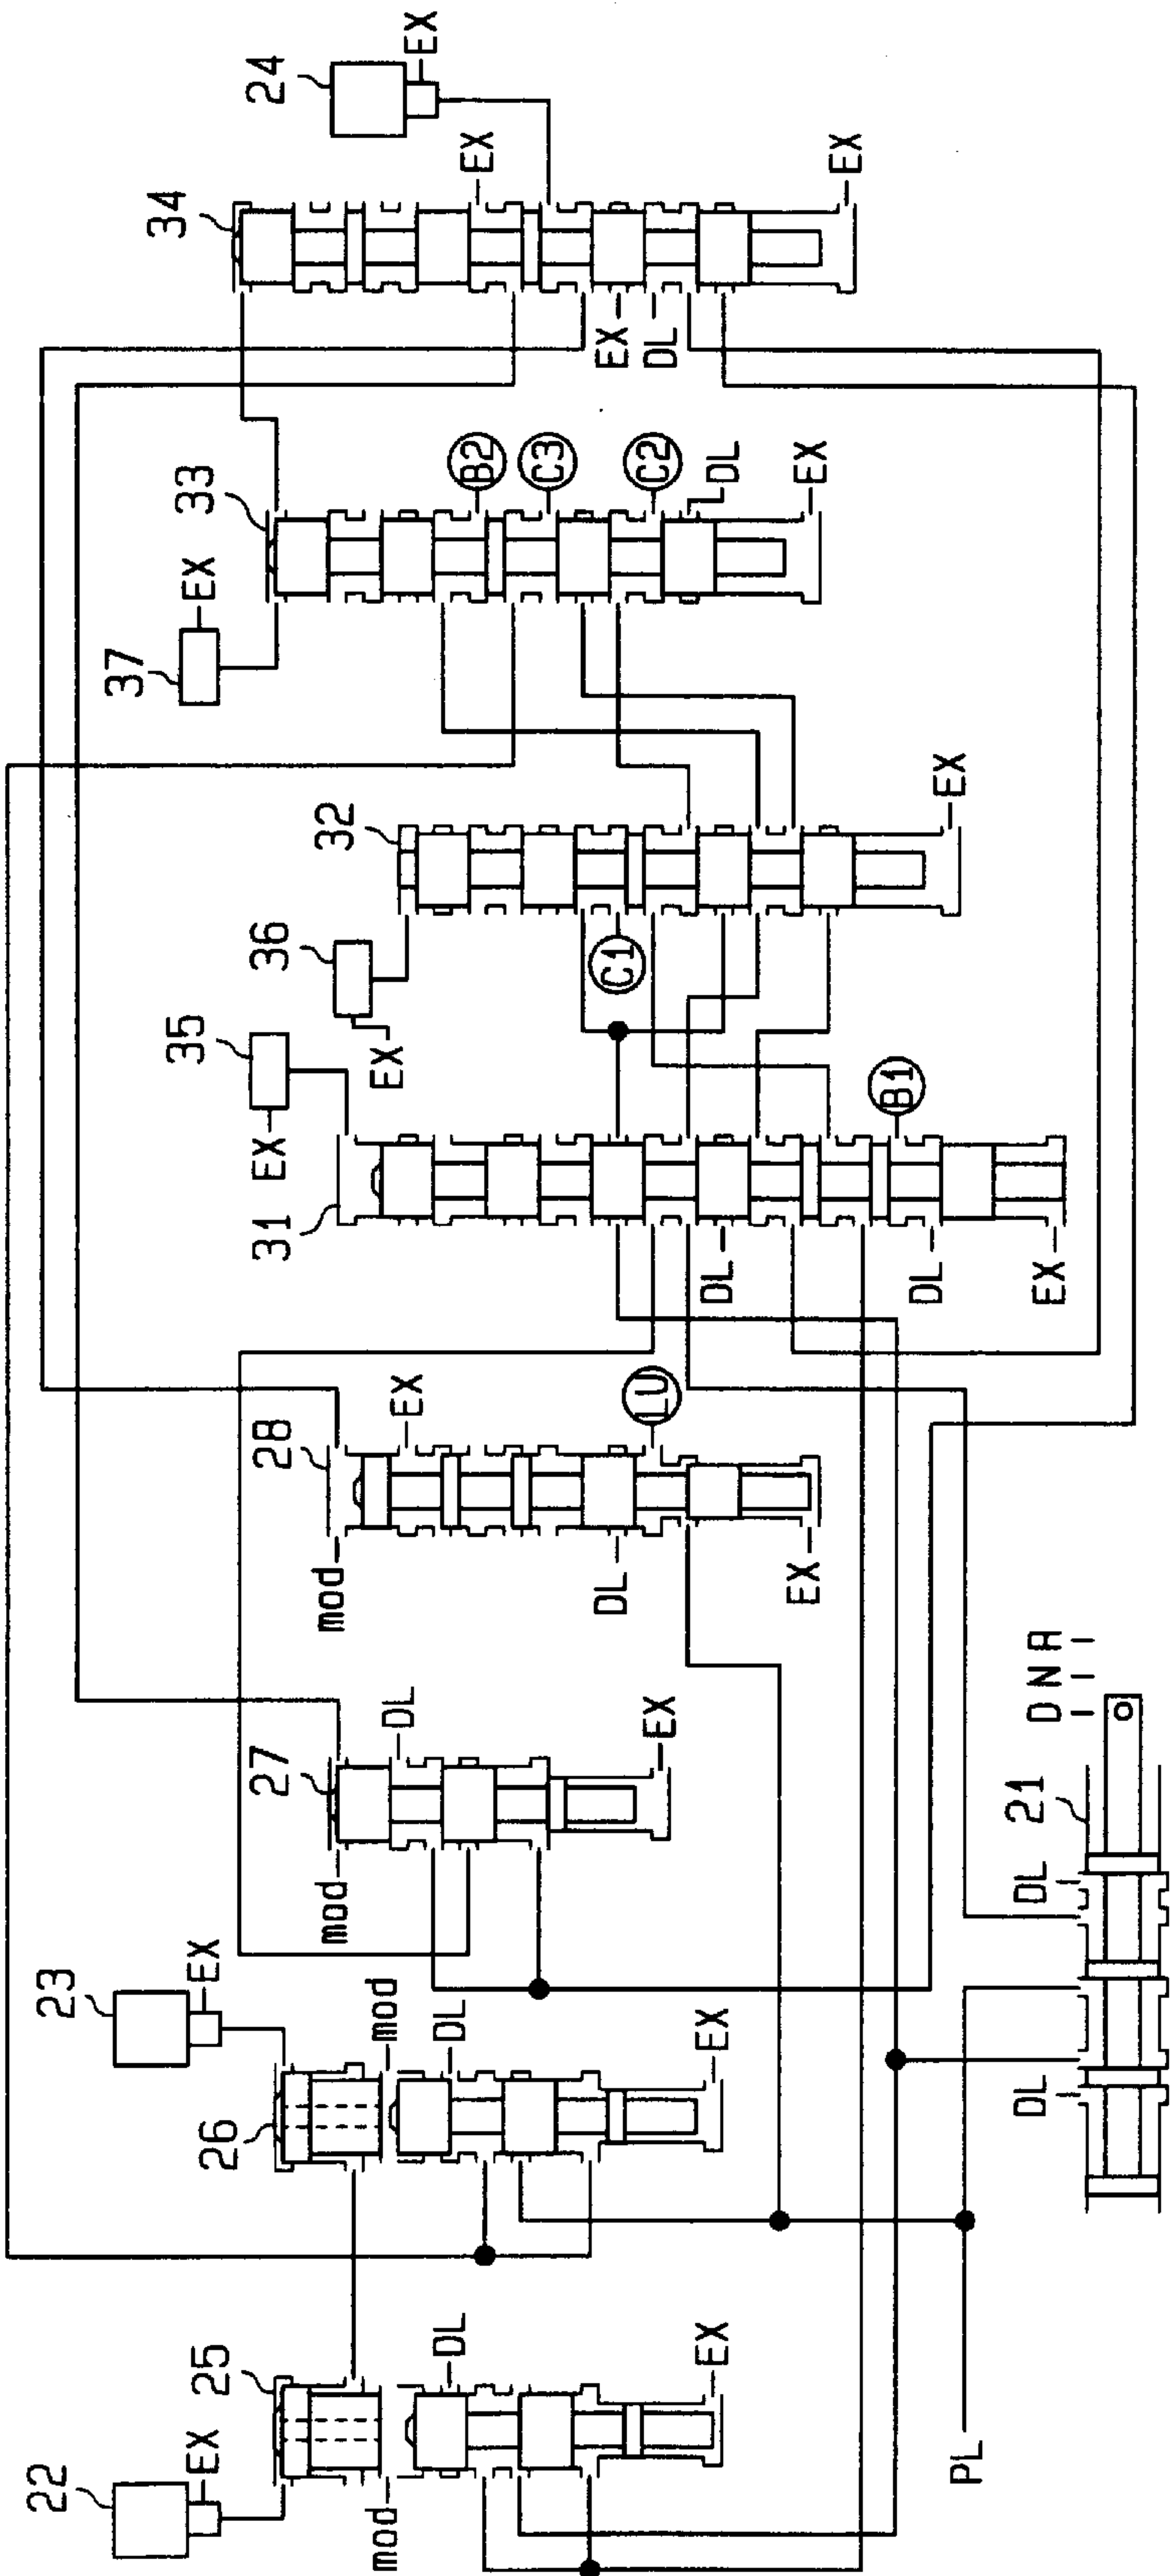 22
23
EX
37
34
35
33
EX
EX
25
26
27
28
31
EX
36
24
mod
mod
32
mod
mod
EX
DL
EX
EX
DL
DL
B2
EX
C3
DL
C1
EX
LU
EX
C2
DL
EX
EX
DL
DL
EX
EX
EX
B1
DL
EX
PL
21
DL
DL
D N R
EX